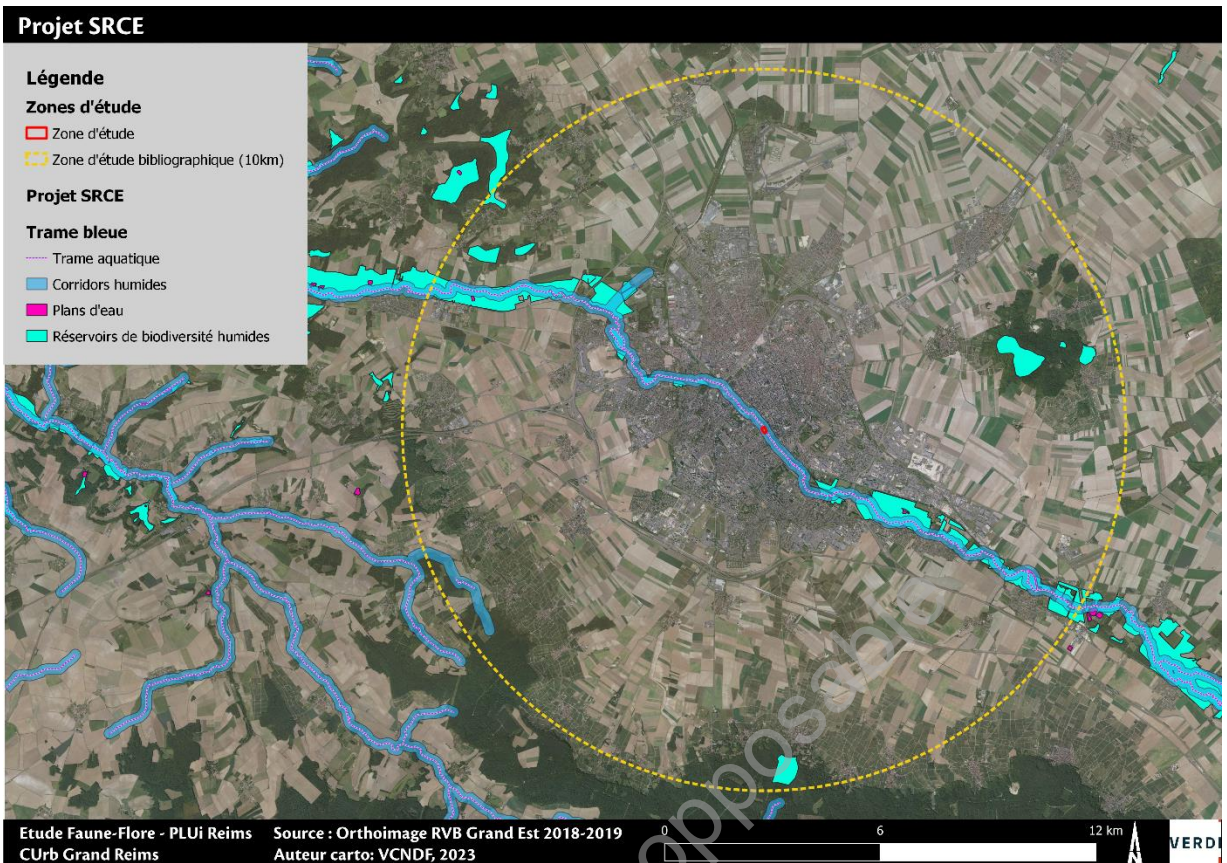 Projet SRCE
Légende
Zones d'étude
Zone d'étude
Zone d'étude bibliographique (10km)
Projet SRCE
Trame bleue
Trame aquatique
Corridors humides
Plans d'eau
Réservoirs de biodiversité humides
opposable
Etude Faune-Flore - PLUi Reims
CUrb Grand Reims
Source : Orthoimage RVB Grand Est 2018-2019
Auteur carto: VCNDF, 2023
0 6 12 km
VERDI